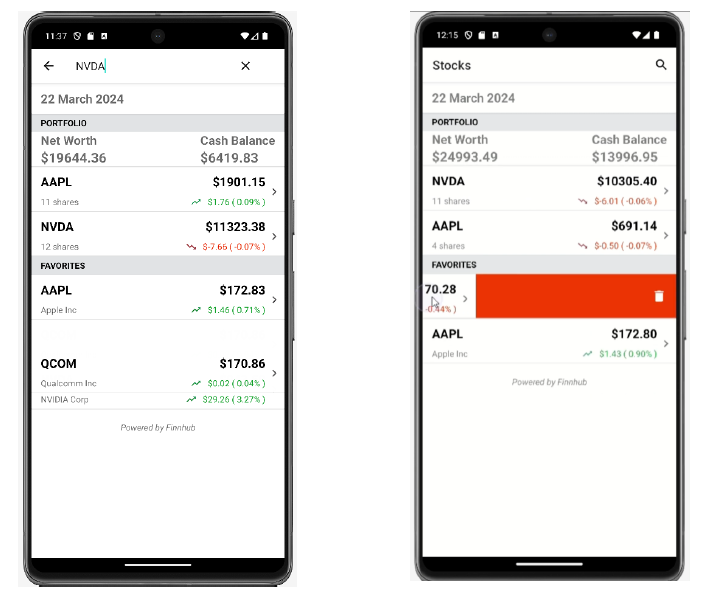 11:37
NVDA
22 March 2024
PORTFOLIO
Net Worth Cash Balance
$19644.36 $6419.83
AAPL $1901.15
11 shares $1.76 ( 0.09% )
NVDA $11323.38
12 shares $-7.66 ( -0.07% )
FAVORITES
AAPL $172.83
Apple Inc $1.46 ( 0.71% )
QCOM $170.86
Qualcomm Inc $0.02 ( 0.04% )
NVIDIA Corp $29.26 ( 3.27% )
Powered by Finnhub
12:15
Stocks
22 March 2024
PORTFOLIO
Net Worth Cash Balance
$24993.49 $13996.95
NVDA $10305.40
11 shares $-6.01 ( -0.06% )
AAPL $691.14
4 shares $-0.50 ( -0.07% )
FAVORITES
70.28
-0.44% )
AAPL $172.80
Apple Inc $1.43 ( 0.90% )
Powered by Finnhub